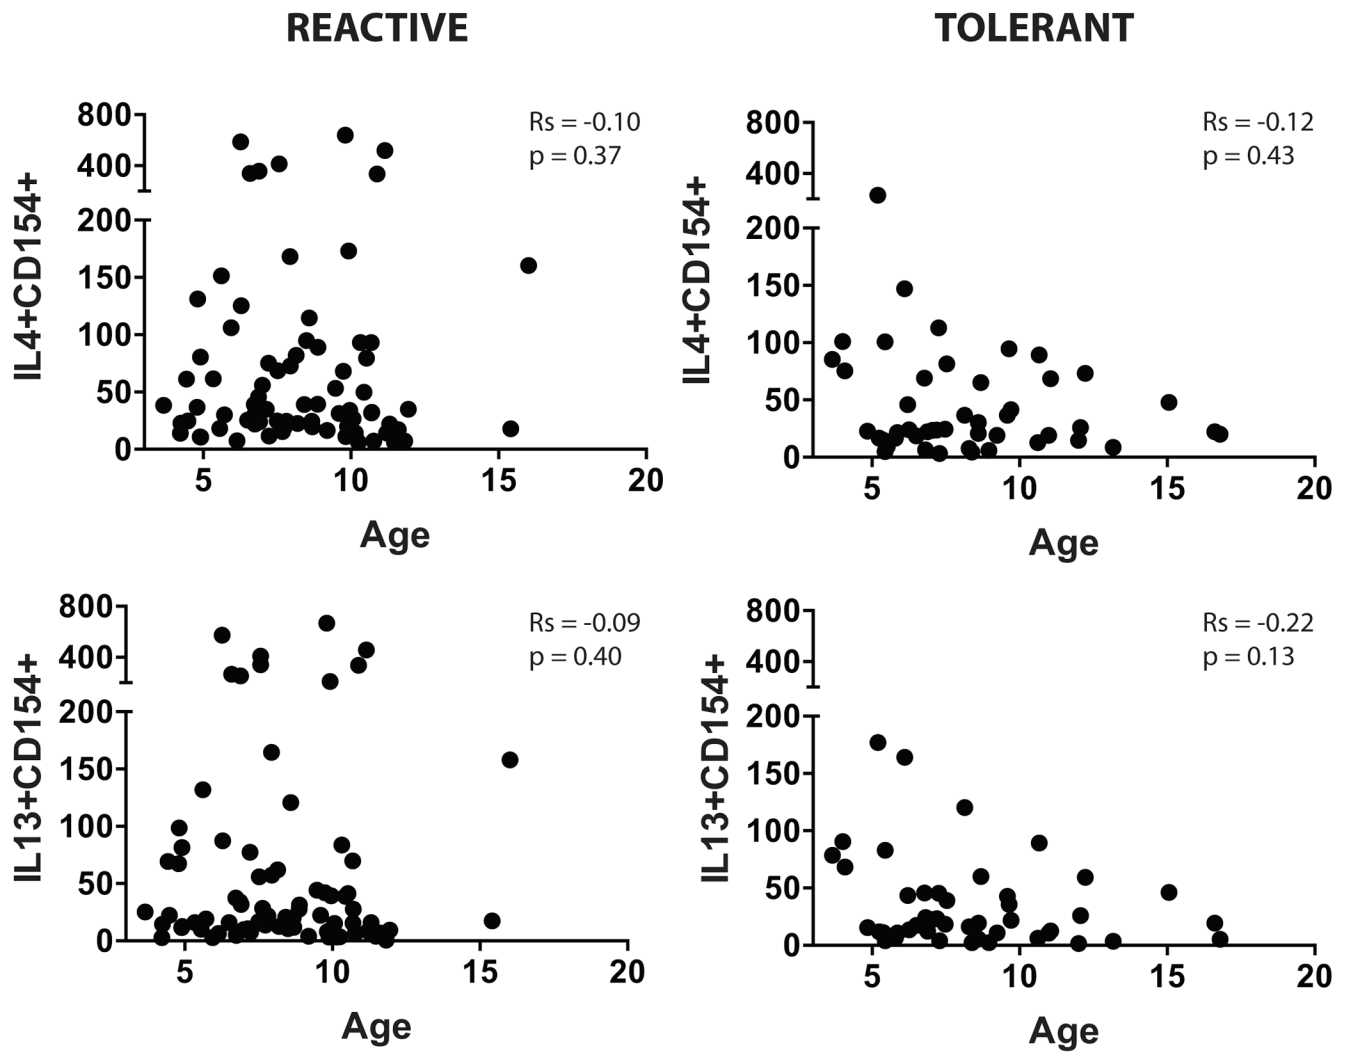 REACTIVE
TOLERANT
IL4+CD154+
800
400
200
150
100
50
0
5
10
15
20
Age
Rs = -0.10
p = 0.37
IL4+CD154+
800
400
200
150
100
50
0
5
10
15
20
Age
Rs = -0.12
p = 0.43
IL13+CD154+
800
400
200
150
100
50
0
5
10
15
20
Age
Rs = -0.09
p = 0.40
IL13+CD154+
800
400
200
150
100
50
0
5
10
15
20
Age
Rs = -0.22
p = 0.13